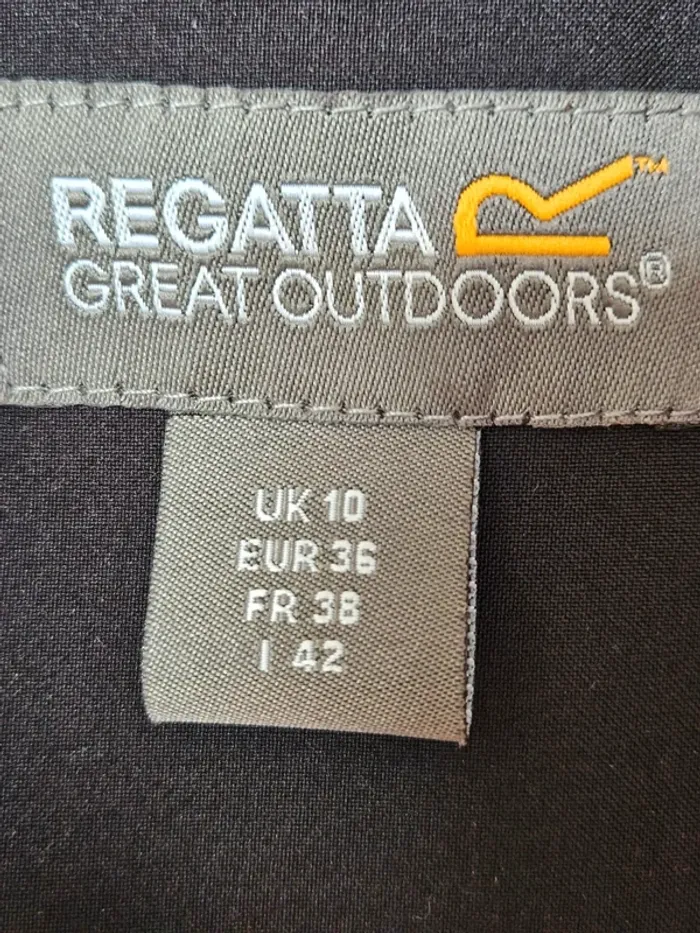 REGATTA
GREAT OUTDOORS®
UK 10
EUR 36
FR 38
I 42